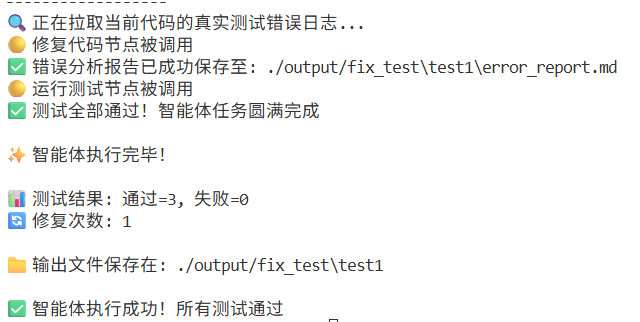 ------------------
🔍 正在拉取当前代码的真实测试错误日志...
🟡 修复代码节点被调用
✅ 错误分析报告已成功保存至: ./output/fix_test\test1\error_report.md
🟡 运行测试节点被调用
✅ 测试全部通过！智能体任务圆满完成
✨ 智能体执行完毕！
📊 测试结果: 通过=3, 失败=0
🔄 修复次数: 1
📁 输出文件保存在: ./output/fix_test\test1
✅ 智能体执行成功！所有测试通过